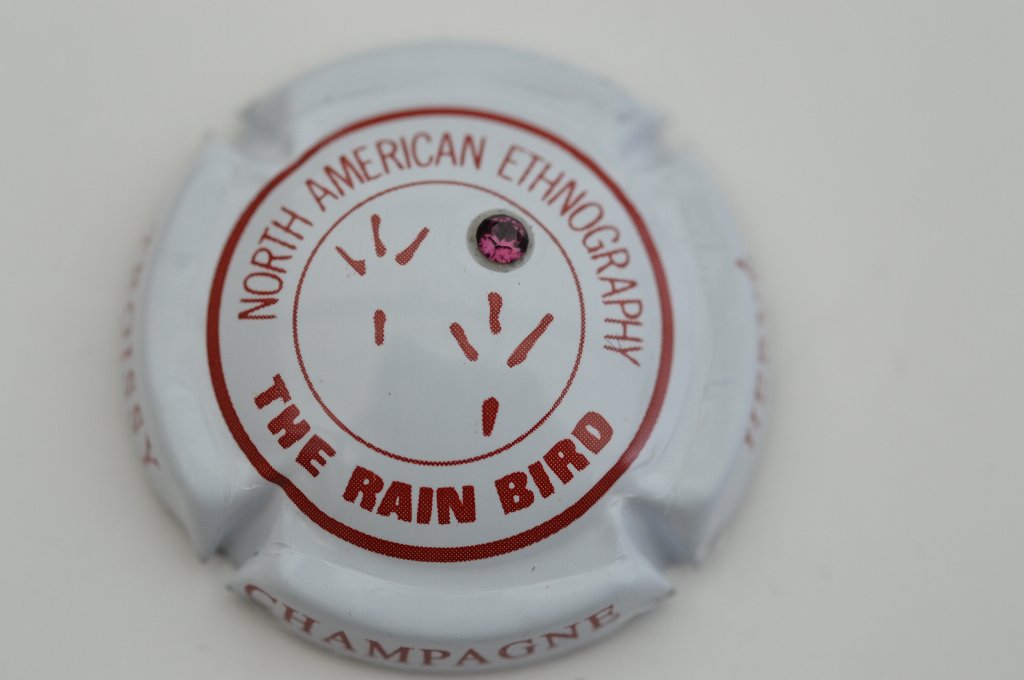 NORTH AMERICAN ETHNOGRAPHY
THE RAIN BIRD
CHAMPAGNE